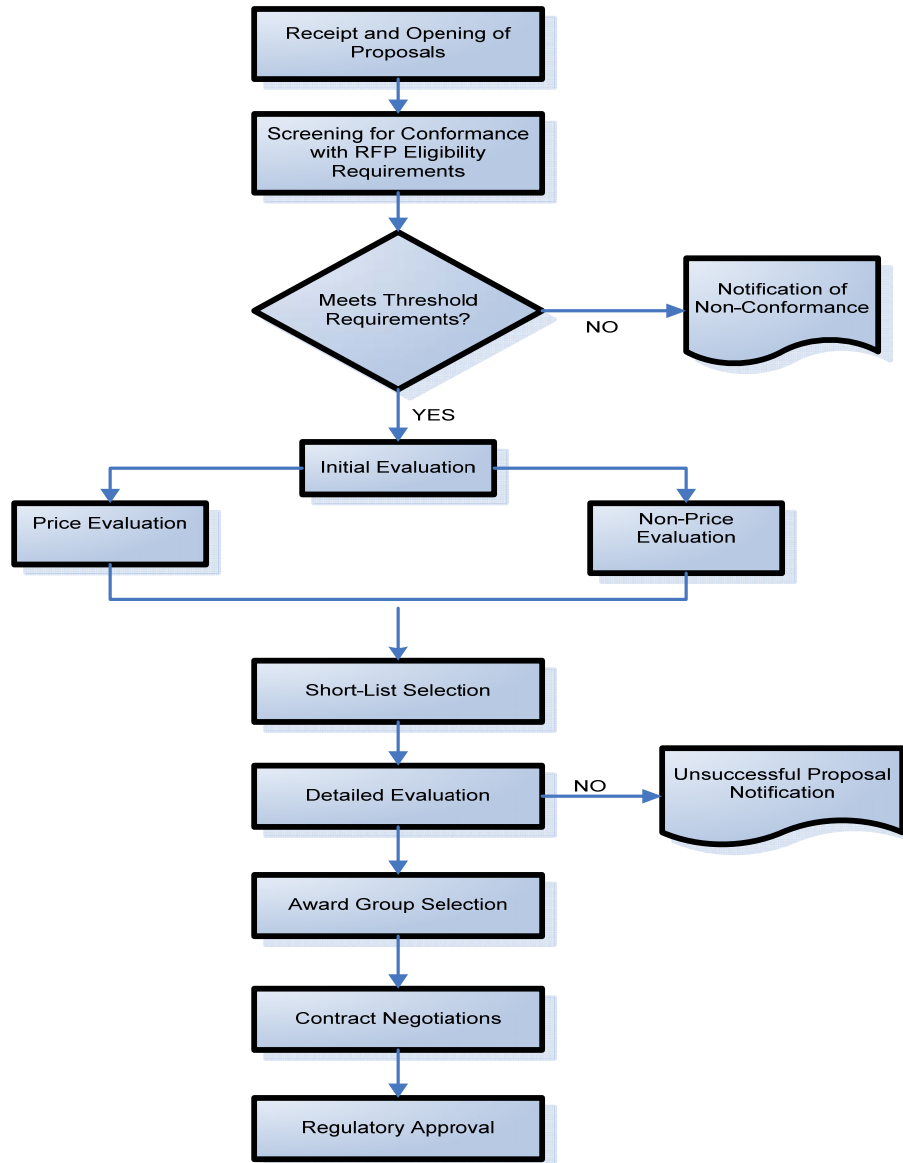 Receipt and Opening of
Proposals
Screening for Conformance
with RFP Eligibility
Requirements
Meets Threshold
Requirements?
NO
Notification of
Non-Conformance
YES
Initial Evaluation
Price Evaluation
Non-Price
Evaluation
Short-List Selection
Detailed Evaluation
NO
Unsuccessful Proposal
Notification
Award Group Selection
Contract Negotiations
Regulatory Approval